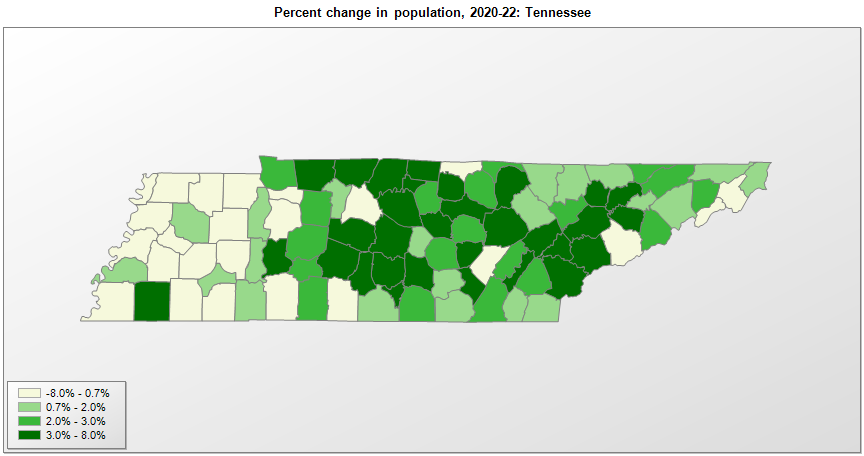 Percent change in population, 2020-22: Tennessee
-8.0% - 0.7%
0.7% - 2.0%
2.0% - 3.0%
3.0% - 8.0%